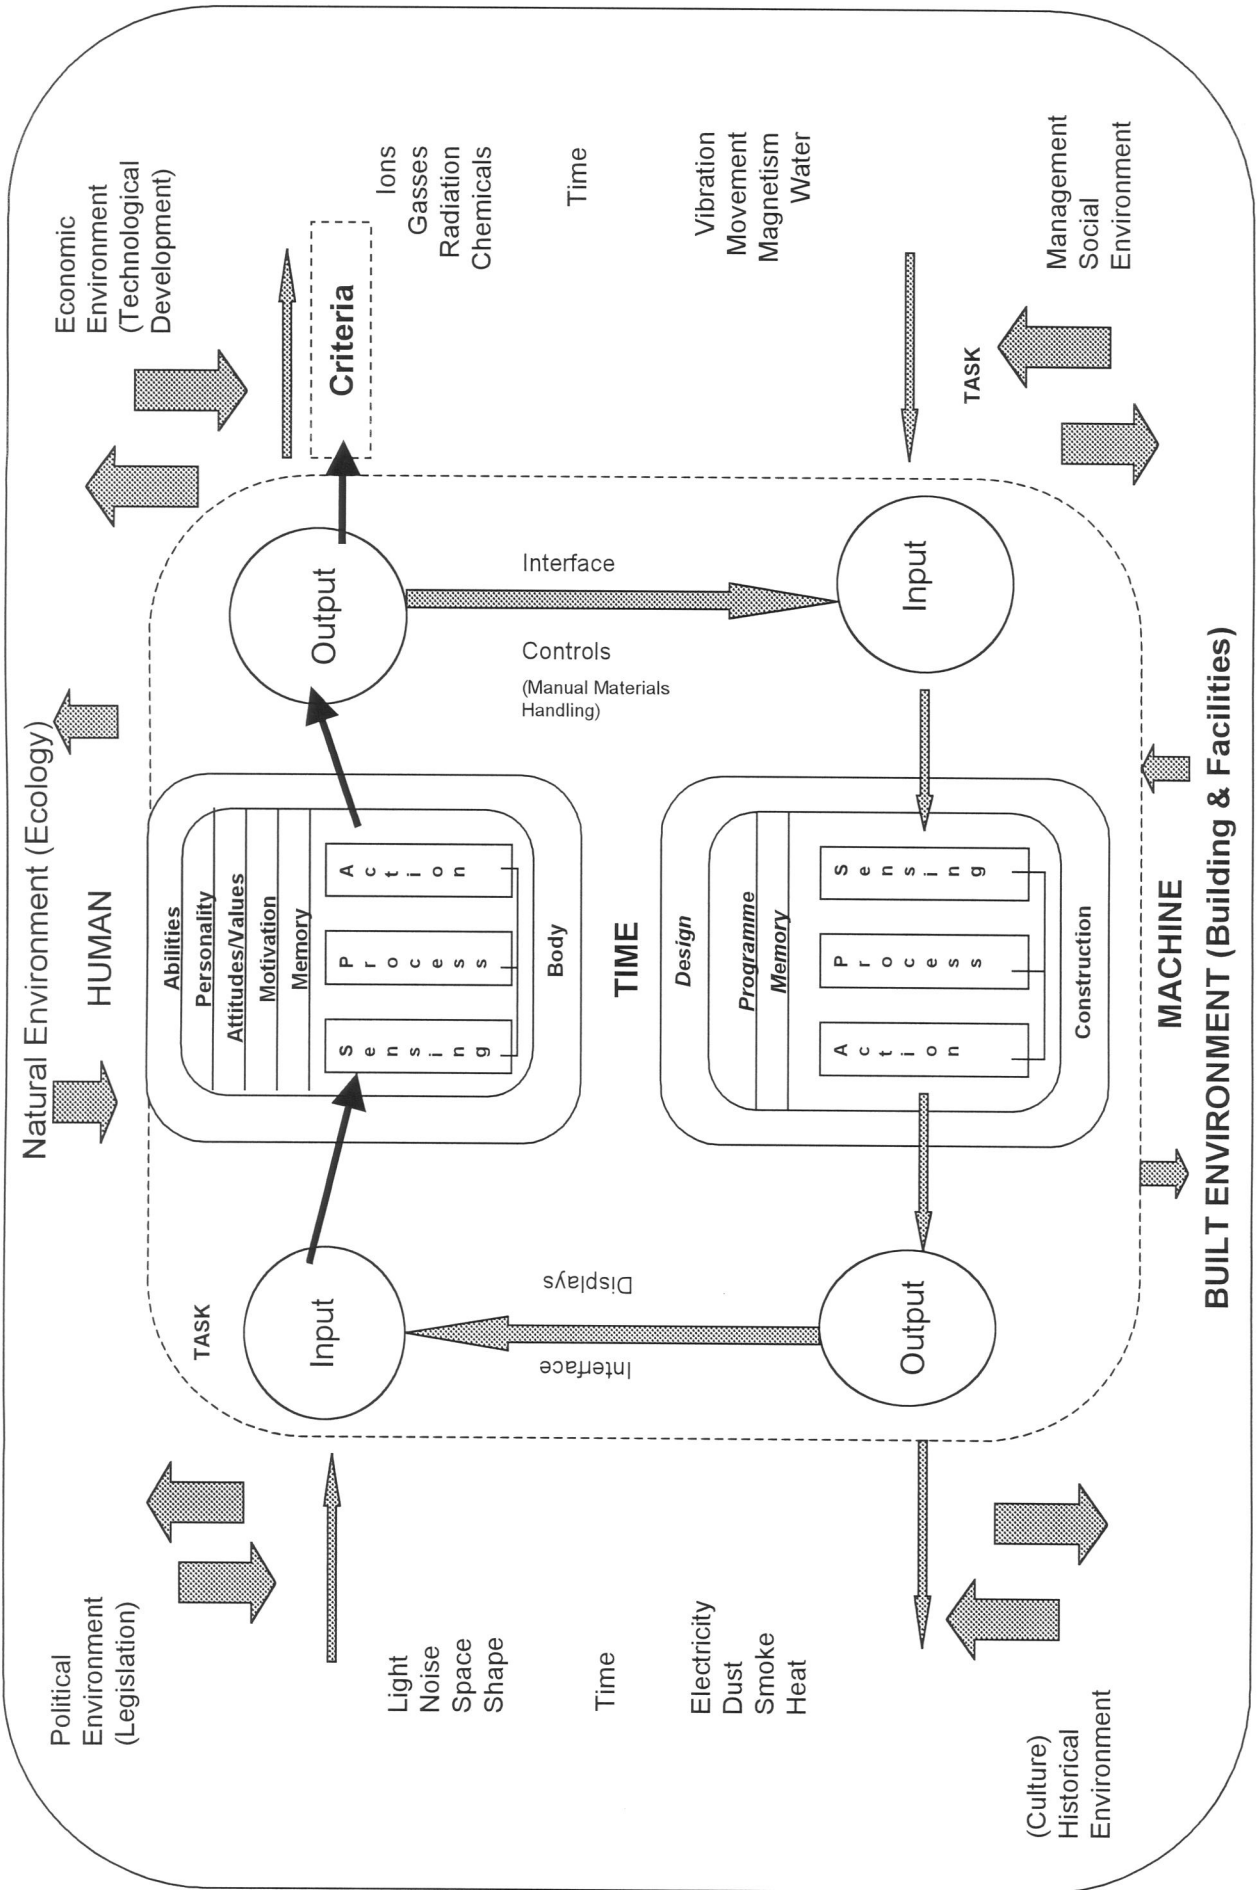 Natural Environment (Ecology)
Political
Environment
(Legislation)
Economic
Environment
(Technological
Development)
HUMAN
TASK
Input
Abilities
Personality
Attitudes/Values
Motivation
Memory
Sensing
Process
Action
Body
Output
Criteria
Light
Noise
Space
Shape
Ions
Gasses
Radiation
Chemicals
Time
Interface
Displays
TIME
Interface
Controls
(Manual Materials
Handling)
Time
Electricity
Dust
Smoke
Heat
Vibration
Movement
Magnetism
Water
Design
Programme
Memory
Action
Process
Sensing
Construction
Output
Input
TASK
MACHINE
(Culture)
Historical
Environment
Management
Social
Environment
BUILT ENVIRONMENT (Building & Facilities)